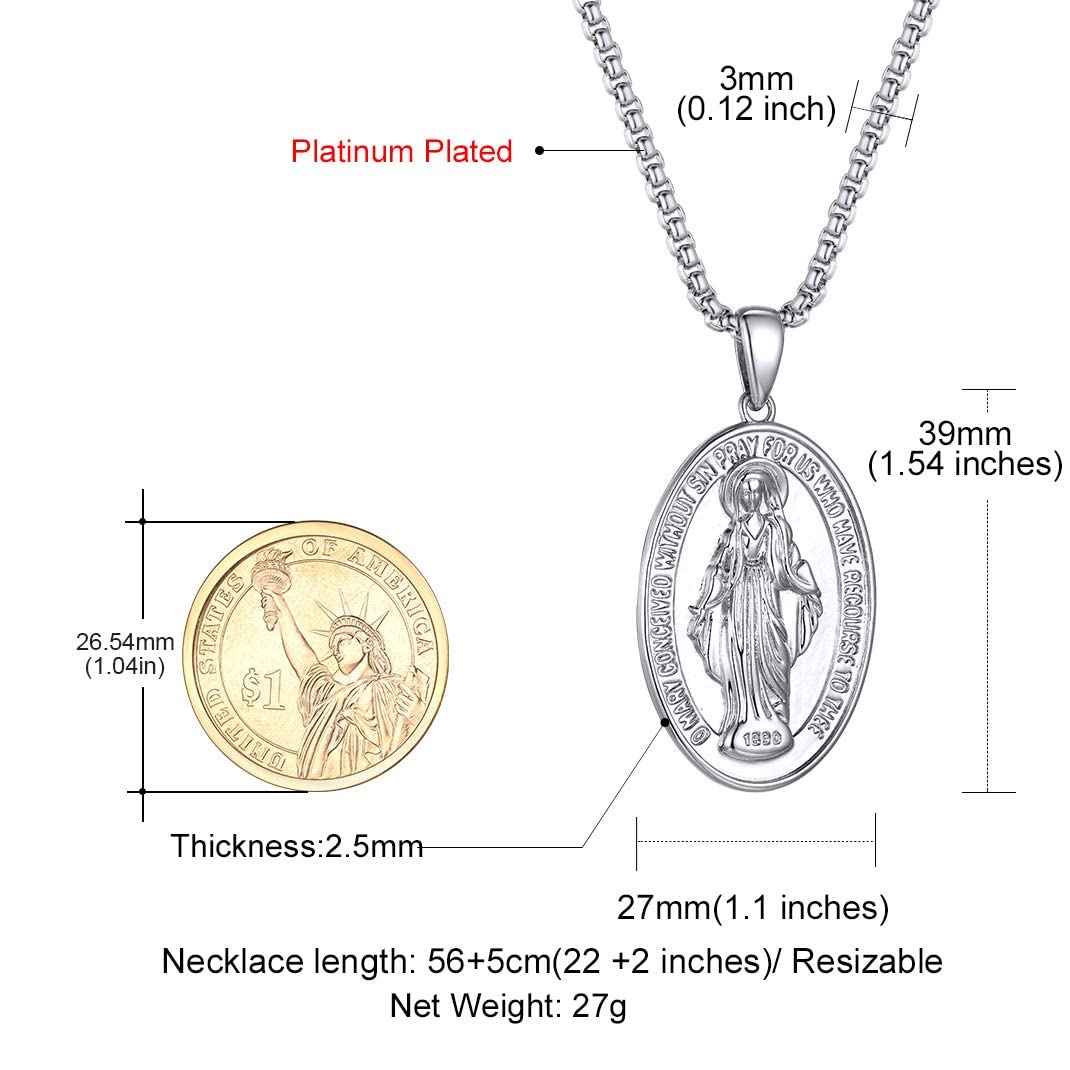 3mm
(0.12 inch)
Platinum Plated
39mm
(1.54 inches)
O MARY CONCEIVED WITHOUT SIN PRAY FOR US WHO HAVE RECOURSE TO THEE
1830
26.54mm
(1.04in)
UNITED STATES OF AMERICA
$1
Thickness:2.5mm
27mm(1.1 inches)
Necklace length: 56+5cm(22 +2 inches)/ Resizable
Net Weight: 27g